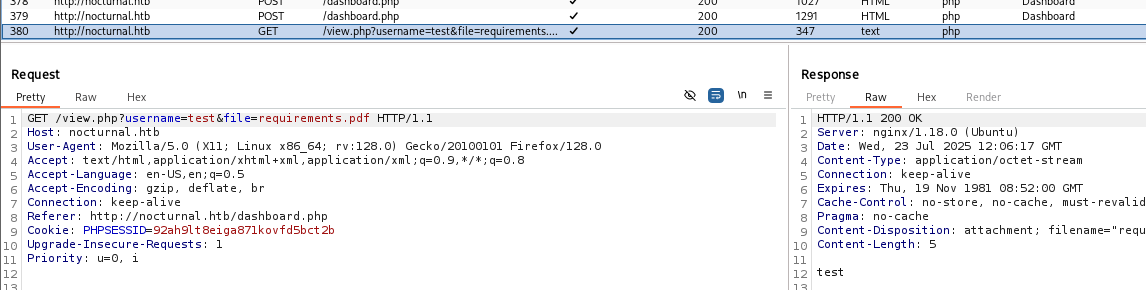 378 http://nocturnal.htb POST /dashboard.php ✓ 200 1027 HTML php Dashboard
379 http://nocturnal.htb POST /dashboard.php ✓ 200 1291 HTML php Dashboard
380 http://nocturnal.htb GET /view.php?username=test&file=requirements.... ✓ 200 347 text php
Request
Pretty Raw Hex \n
1 GET /view.php?username=test&file=requirements.pdf HTTP/1.1
2 Host: nocturnal.htb
3 User-Agent: Mozilla/5.0 (X11; Linux x86_64; rv:128.0) Gecko/20100101 Firefox/128.0
4 Accept: text/html,application/xhtml+xml,application/xml;q=0.9,*/*;q=0.8
5 Accept-Language: en-US,en;q=0.5
6 Accept-Encoding: gzip, deflate, br
7 Connection: keep-alive
8 Referer: http://nocturnal.htb/dashboard.php
9 Cookie: PHPSESSID=92ah9lt8eiga871kovfd5bct2b
10 Upgrade-Insecure-Requests: 1
11 Priority: u=0, i
12
13
Response
Pretty Raw Hex Render
1 HTTP/1.1 200 OK
2 Server: nginx/1.18.0 (Ubuntu)
3 Date: Wed, 23 Jul 2025 12:06:17 GMT
4 Content-Type: application/octet-stream
5 Connection: keep-alive
6 Expires: Thu, 19 Nov 1981 08:52:00 GMT
7 Cache-Control: no-store, no-cache, must-revalid
8 Pragma: no-cache
9 Content-Disposition: attachment; filename="requ
10 Content-Length: 5
11
12 test
13